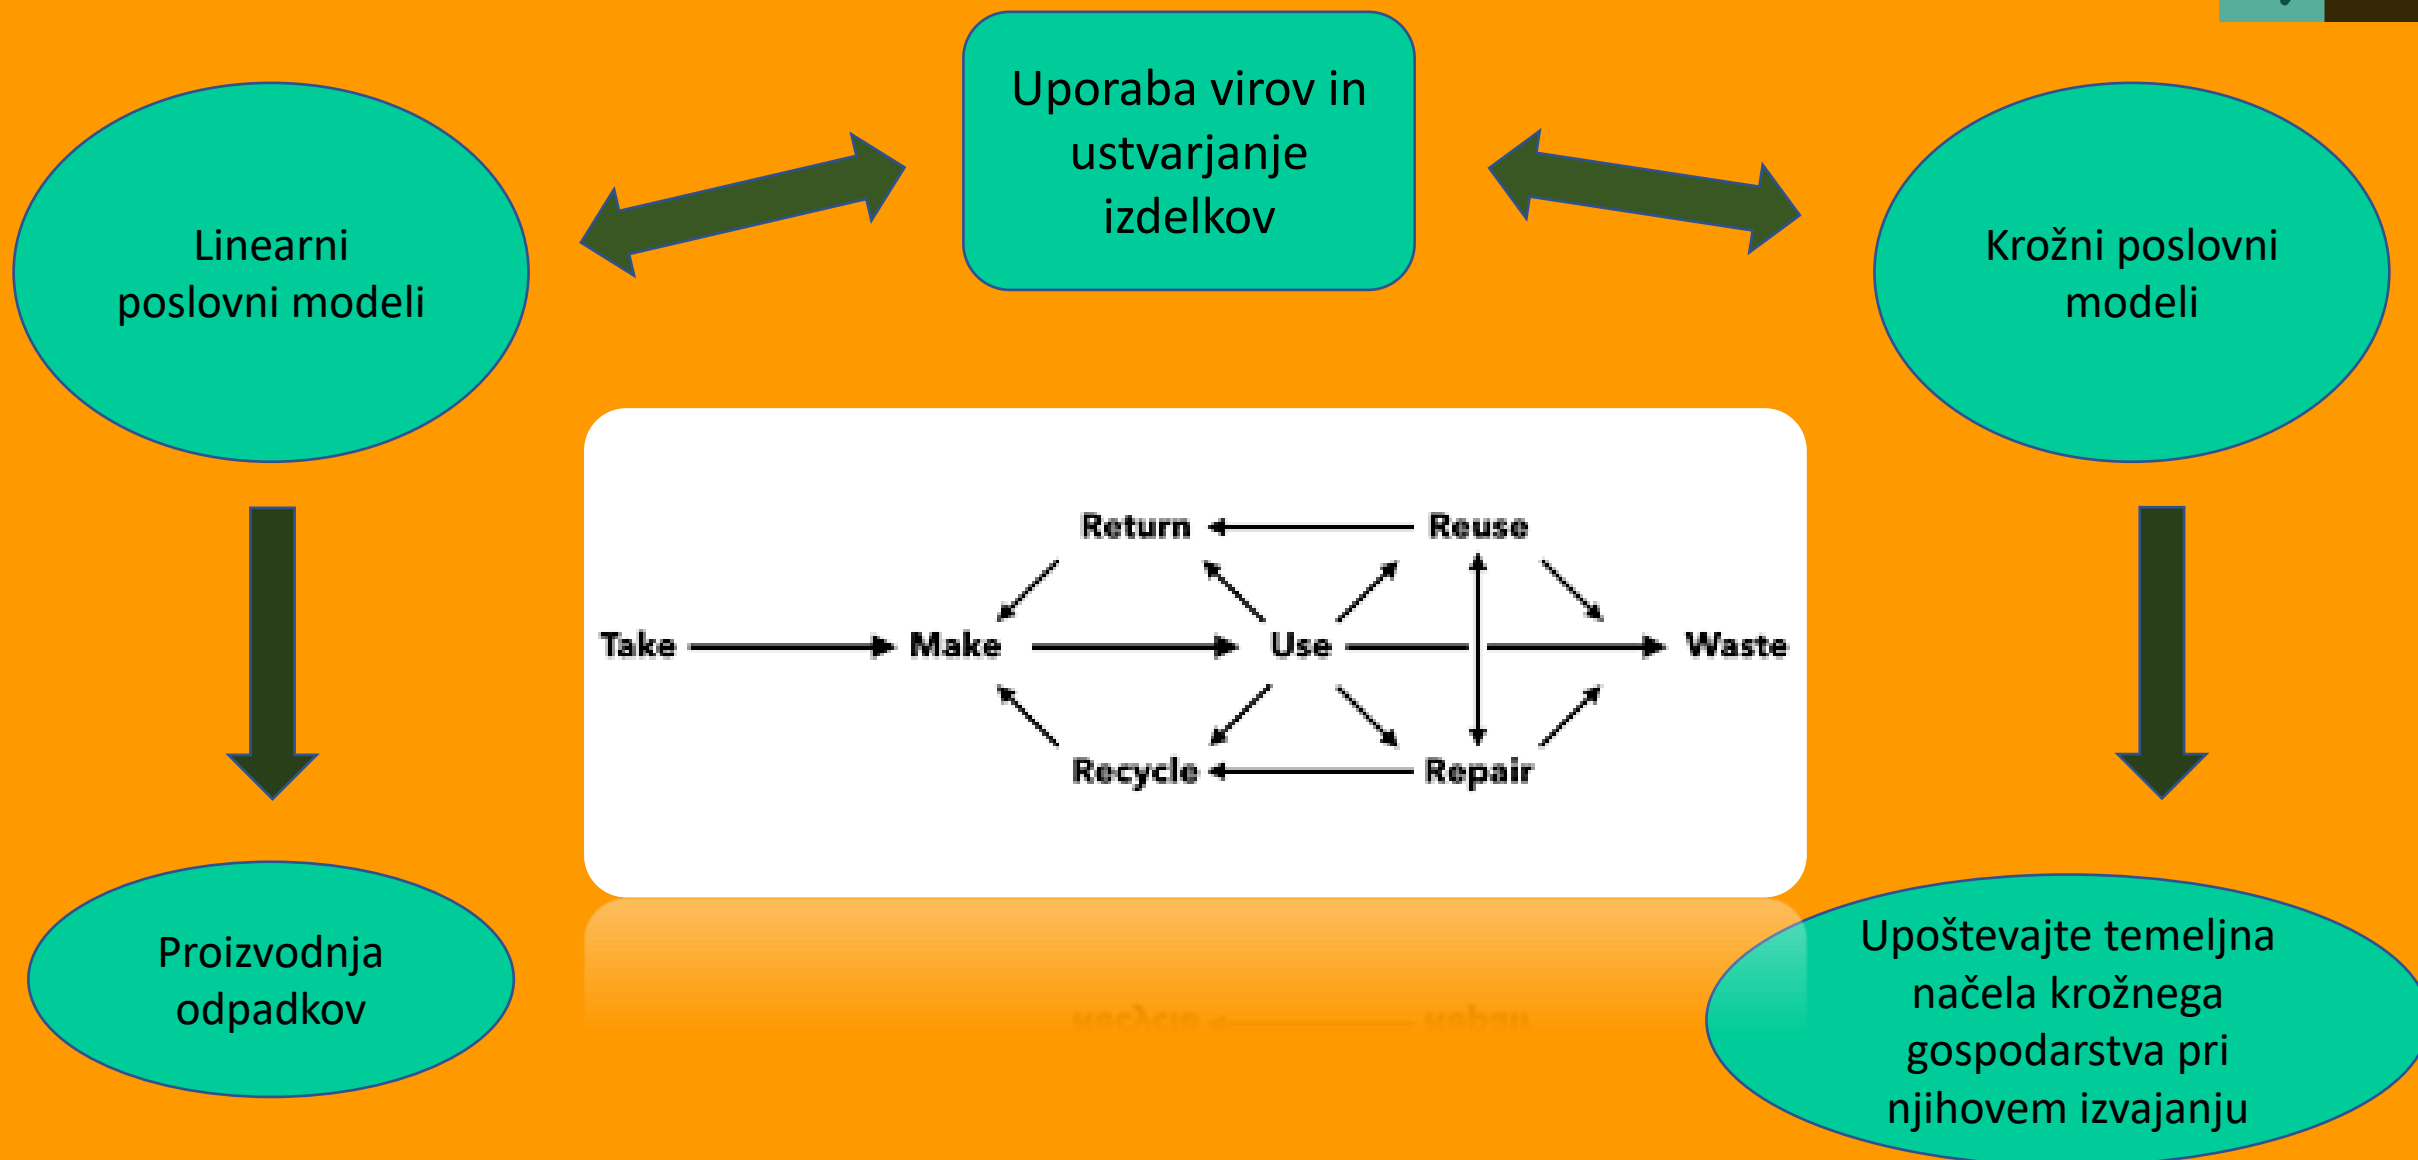 Uporaba virov in
ustvarjanje
izdelkov
Linearni
poslovni modeli
Krožni poslovni
modeli
Return
Reuse
Take
Make
Use
Waste
Recycle
Repair
Proizvodnja
odpadkov
Upoštevajte temeljna
načela krožnega
gospodarstva pri
njihovem izvajanju